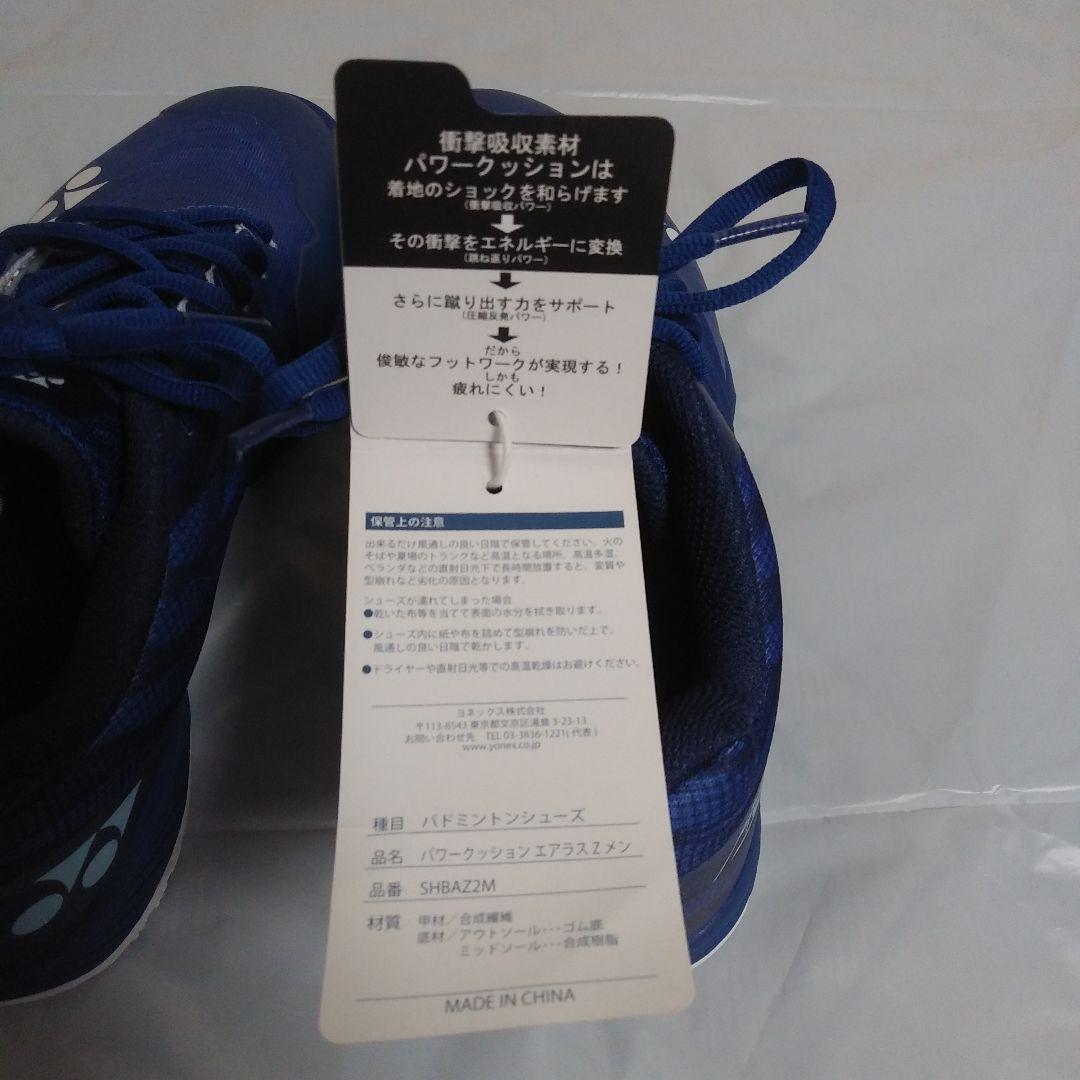 衝撃吸収素材
パワークッションは
着地のショックを和らげます
(衝撃吸収パワー)
その衝撃をエネルギーに変換
(跳ね返りパワー)
さらに蹴り出す力をサポート
(圧縮反発パワー)
だから
俊敏なフットワークが実現する！
しかも
疲れにくい！
保管上の注意
出来るだけ風通しの良い日陰で保管してください。火の
そばや夏場のトランクなど高温となる場所、高温多湿、
ベランダなどの直射日光下で長時間放置すると、変質や
型崩れなど劣化の原因となります。
シューズが濡れてしまった場合
●乾いた布等を当てて表面の水分を拭き取ります。
●シューズ内に紙や布を詰めて型崩れを防いだ上で、
風通しの良い日陰で乾かします。
●ドライヤーや直射日光等での高温乾燥はお避けください。
ヨネックス株式会社
〒113-8543 東京都文京区湯島 3-23-13
お問い合わせ先 TEL 03-3836-1221(代表)
www.yonex.co.jp
種目 バドミントンシューズ
品名 パワークッション エアラス Z メン
品番 SHBAZ2M
材質 甲材／合成繊維
底材／アウトソール･･･ゴム底
ミッドソール･･･合成樹脂
MADE IN CHINA